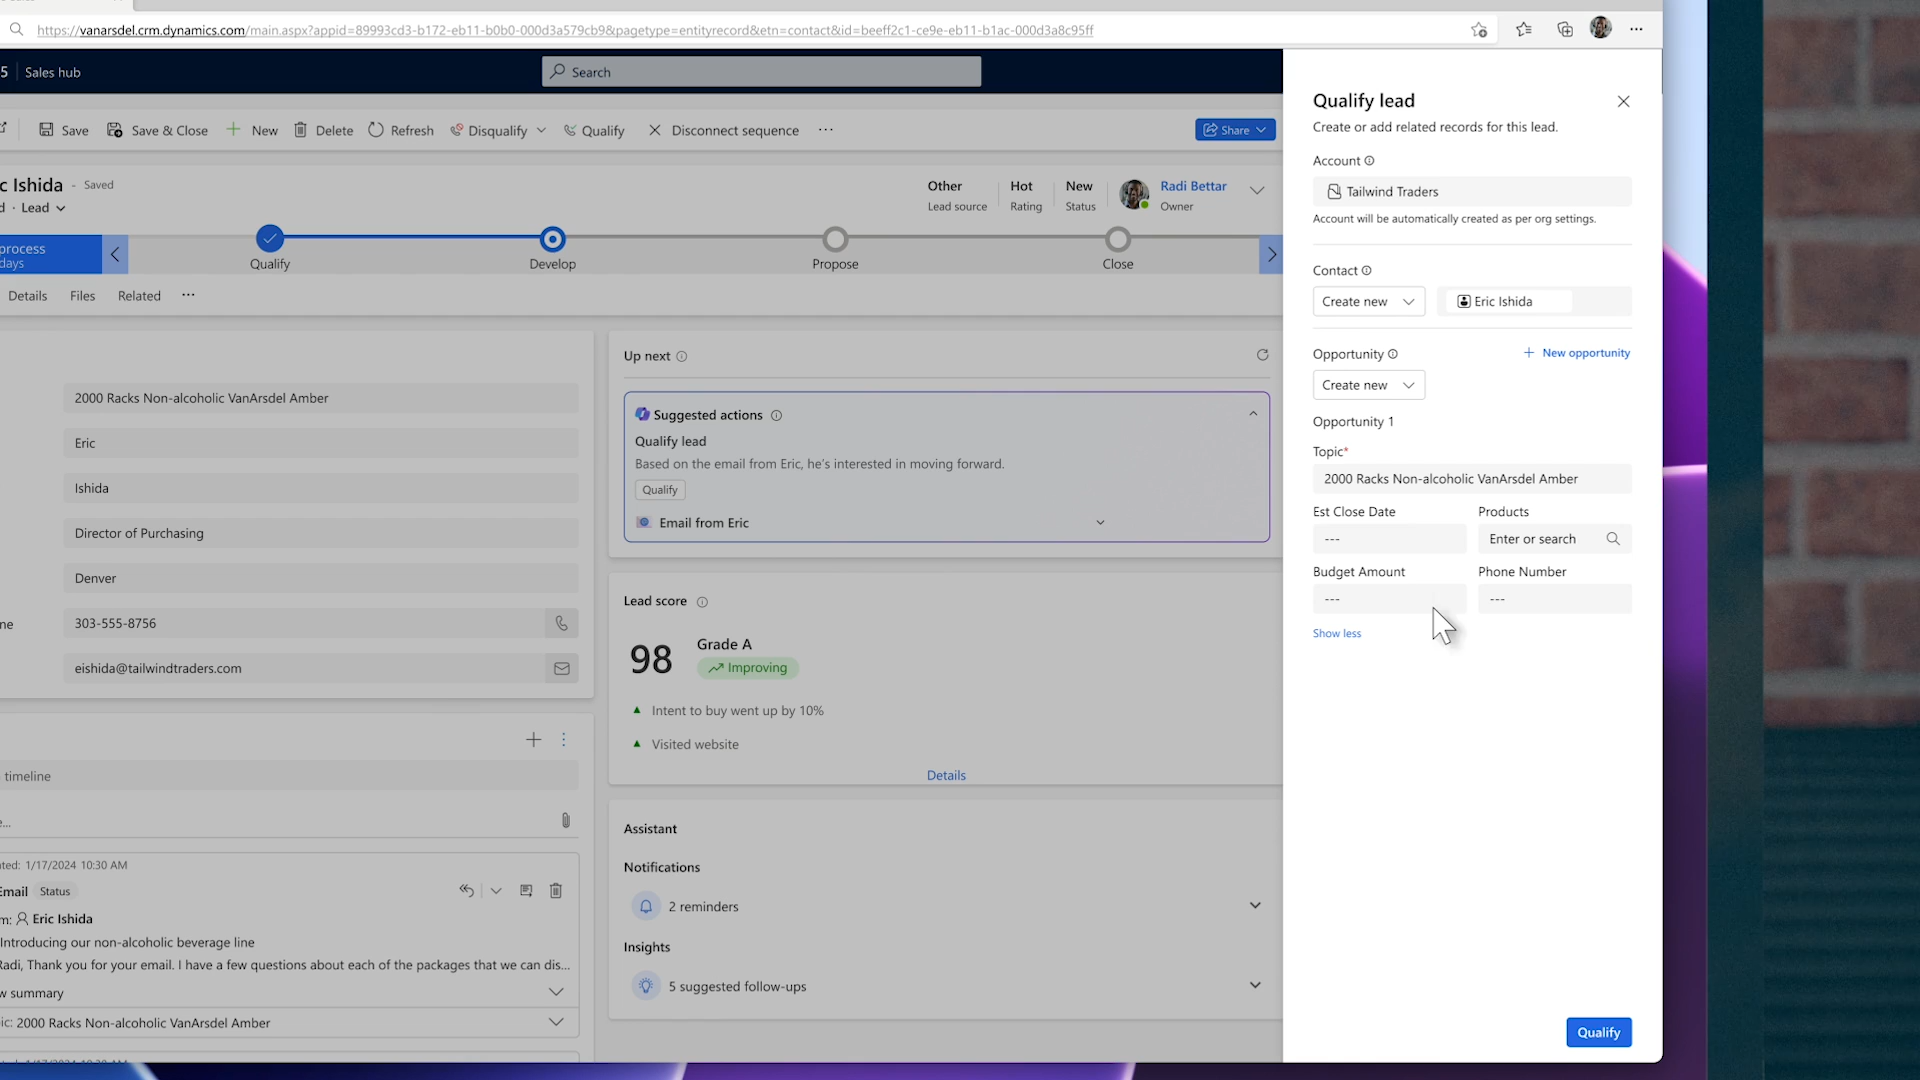 https://vanarsdel.crm.dynamics.com/main.aspx?appid=89993cd3-b172-eb11-b0b0-000d3a579cb9&pagetype=entityrecord&etn=contact&id=beeff2c1-ce9e-eb11-b1ac-000d3a8c95ff
5 Sales hub
Search
Save
Save & Close
New
Delete
Refresh
Disqualify
Qualify
Disconnect sequence
Share
c Ishida - Saved
d · Lead
Other
Lead source
Hot
Rating
New
Status
Radi Bettar
Owner
process
days
Qualify
Develop
Propose
Close
Details
Files
Related
2000 Racks Non-alcoholic VanArsdel Amber
Eric
Ishida
Director of Purchasing
Denver
ne
303-555-8756
eishida@tailwindtraders.com
timeline
e...
ted: 1/17/2024 10:30 AM
Email Status
m: Eric Ishida
Introducing our non-alcoholic beverage line
Radi, Thank you for your email. I have a few questions about each of the packages that we can dis...
w summary
ic: 2000 Racks Non-alcoholic VanArsdel Amber
Up next
Suggested actions
Qualify lead
Based on the email from Eric, he's interested in moving forward.
Qualify
Email from Eric
Lead score
98
Grade A
Improving
Intent to buy went up by 10%
Visited website
Details
Assistant
Notifications
2 reminders
Insights
5 suggested follow-ups
Qualify lead
Create or add related records for this lead.
Account
Tailwind Traders
Account will be automatically created as per org settings.
Contact
Create new
Eric Ishida
Opportunity
New opportunity
Create new
Opportunity 1
Topic*
2000 Racks Non-alcoholic VanArsdel Amber
Est Close Date
Products
---
Enter or search
Budget Amount
Phone Number
---
---
Show less
Qualify